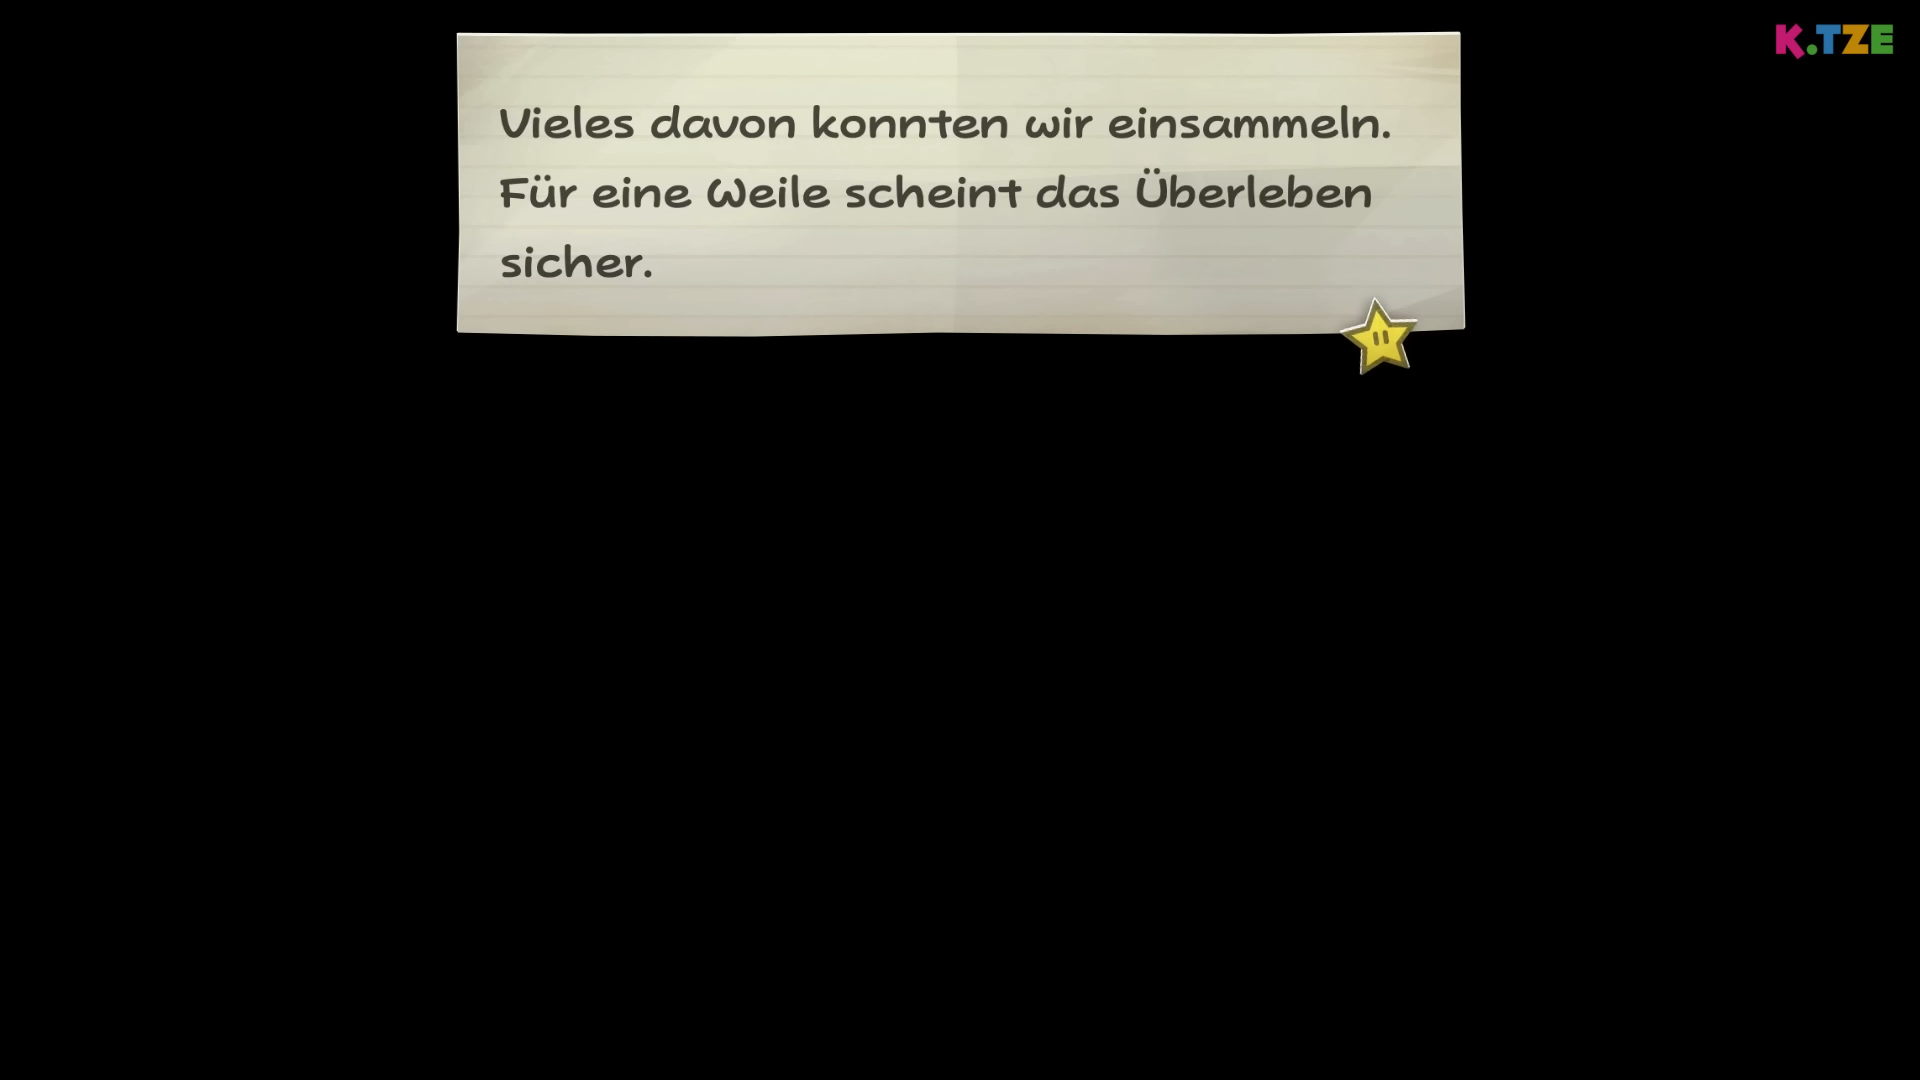 K.TZE
Vieles davon konnten wir einsammeln.
Für eine Weile scheint das Überleben
sicher.